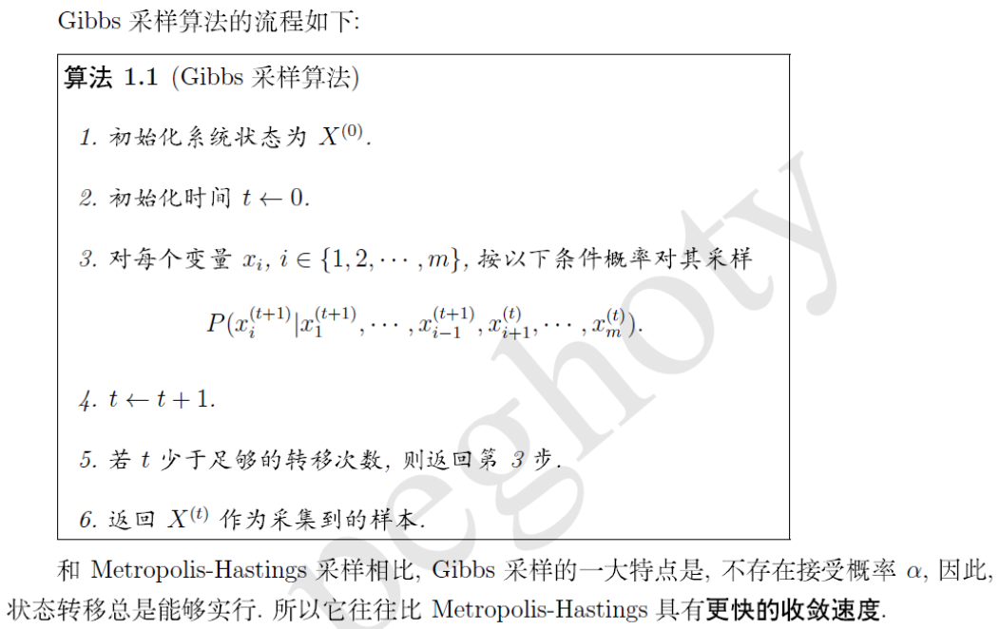 Gibbs 采样算法的流程如下:
算法 1.1 (Gibbs 采样算法)
1. 初始化系统状态为 X^{(0)}.
2. 初始化时间 t ← 0.
3. 对每个变量 x_i, i ∈ {1, 2, ⋯ , m}, 按以下条件概率对其采样
P(x_i^{(t+1)}|x_1^{(t+1)}, ⋯ , x_{i-1}^{(t+1)}, x_{i+1}^{(t)}, ⋯ , x_m^{(t)}).
4. t ← t + 1.
5. 若 t 少于足够的转移次数, 则返回第 3 步.
6. 返回 X^{(t)} 作为采集到的样本.
和 Metropolis-Hastings 采样相比, Gibbs 采样的一大特点是, 不存在接受概率 α, 因此,
状态转移总是能够实行. 所以它往往比 Metropolis-Hastings 具有更快的收敛速度.
peghoty